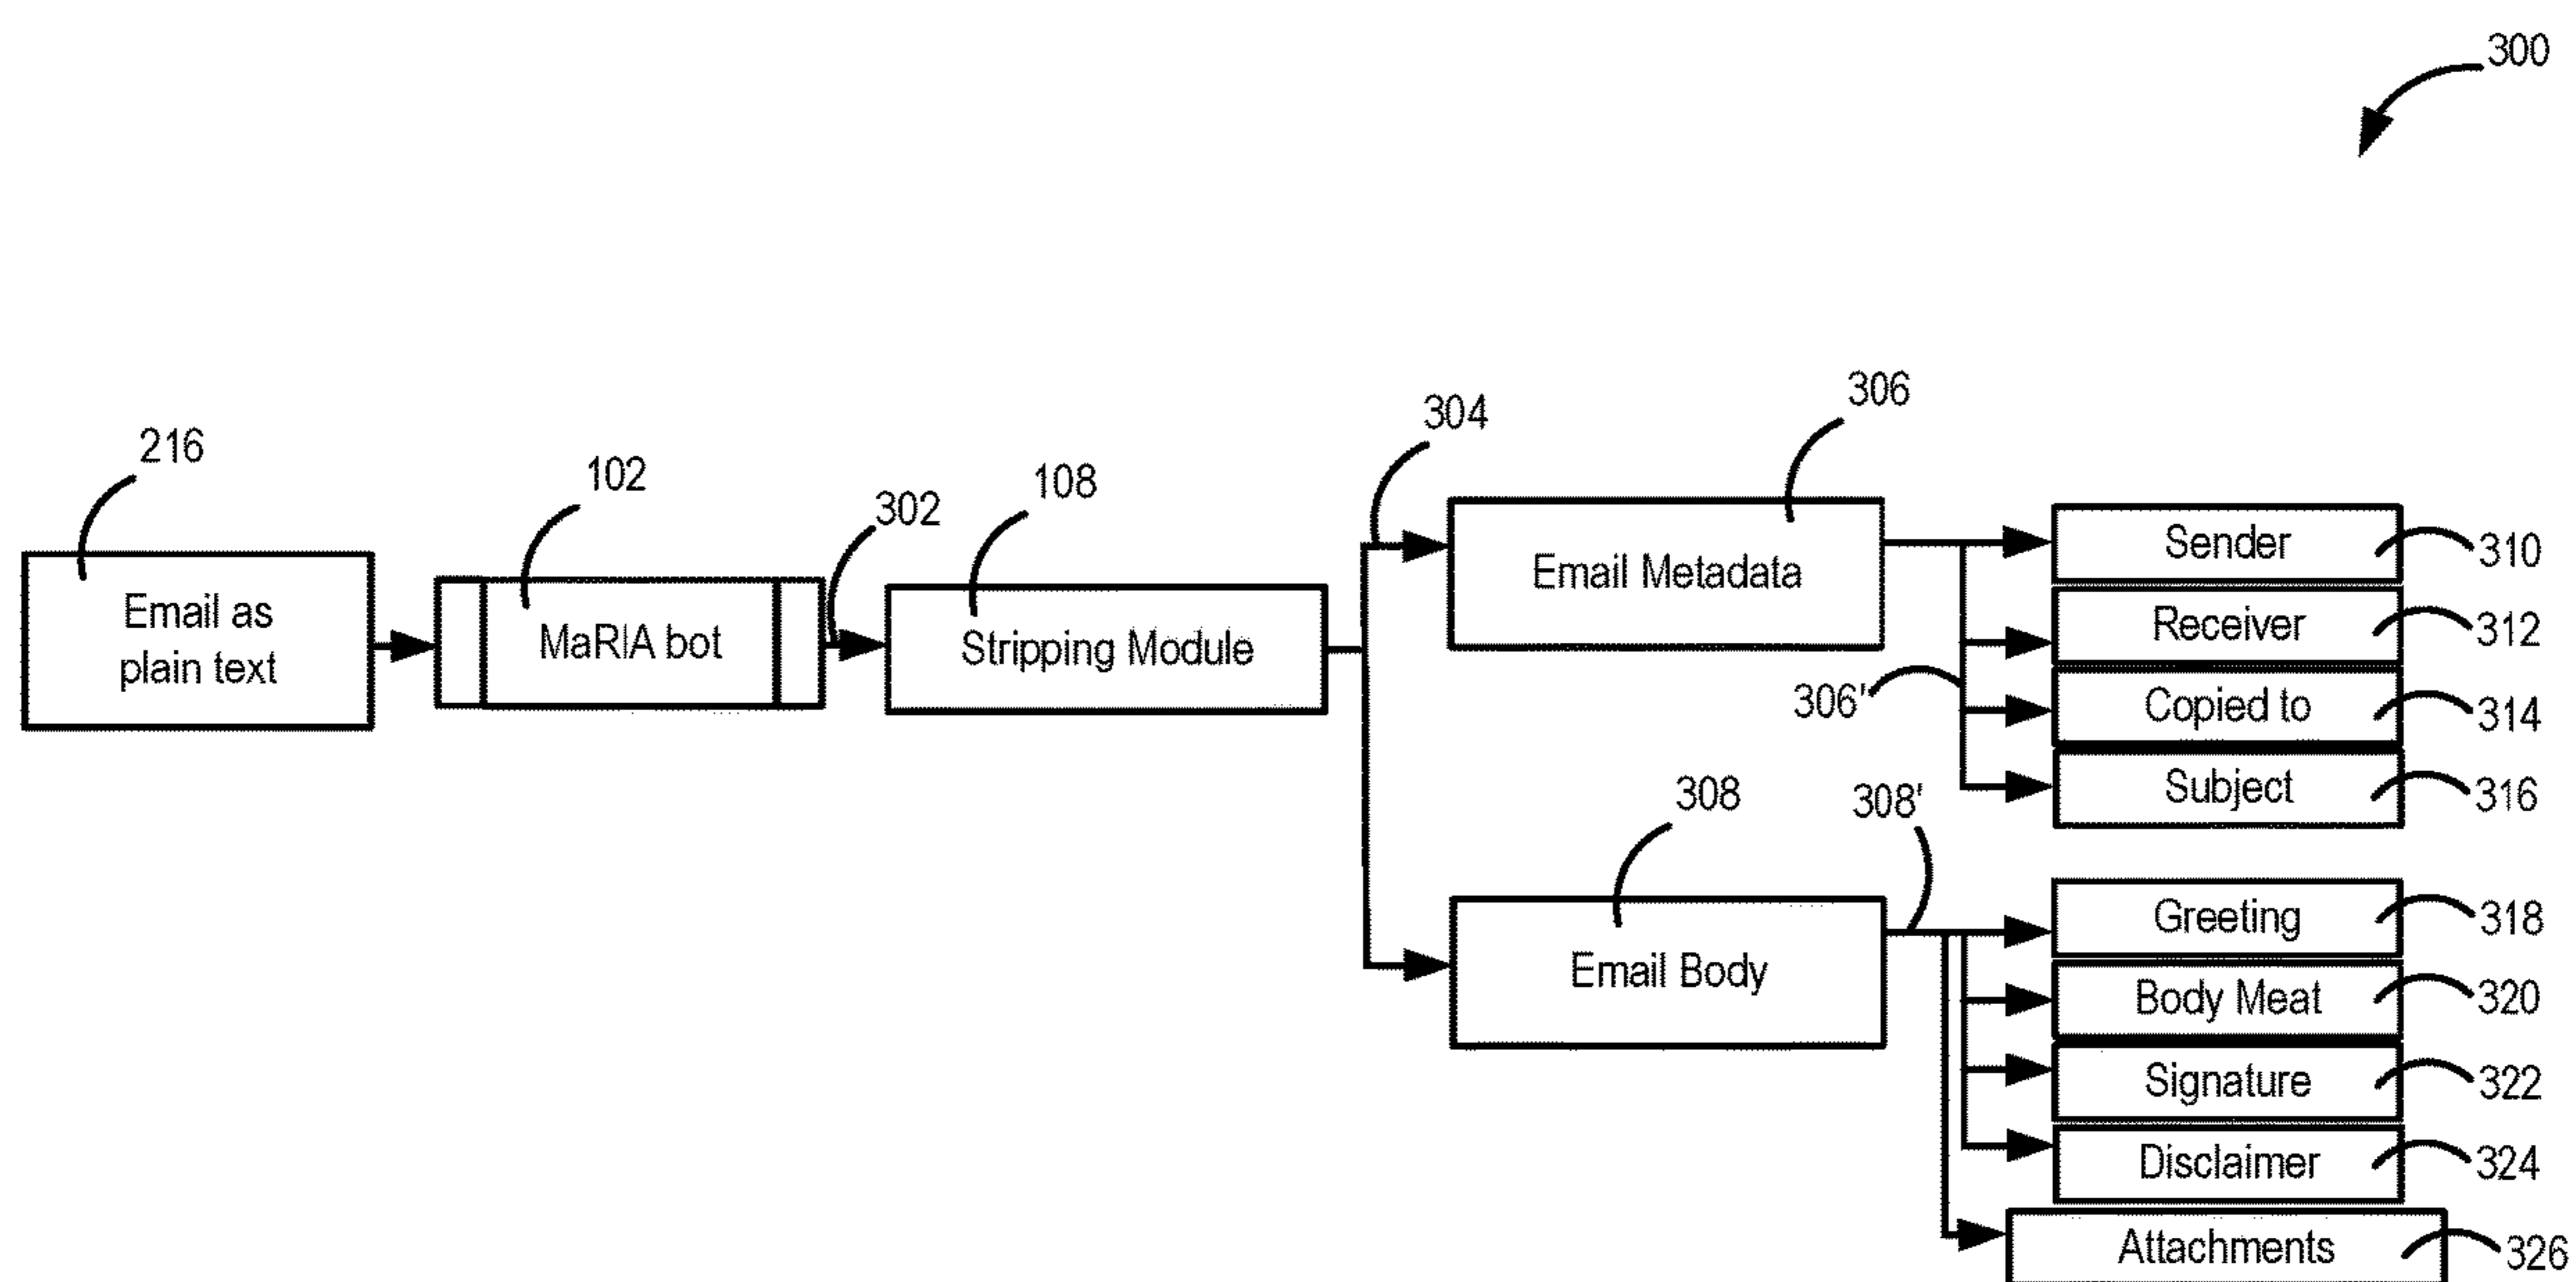 300
306
304
216
102
108
302
Sender
310
Email Metadata
Email as
plain text
Receiver
312
MaRIA bot
Stripping Module
306'
Copied to
314
Subject
316
308
308'
Greeting
318
Email Body
Body Meat
320
Signature
322
Disclaimer
324
Attachments
326